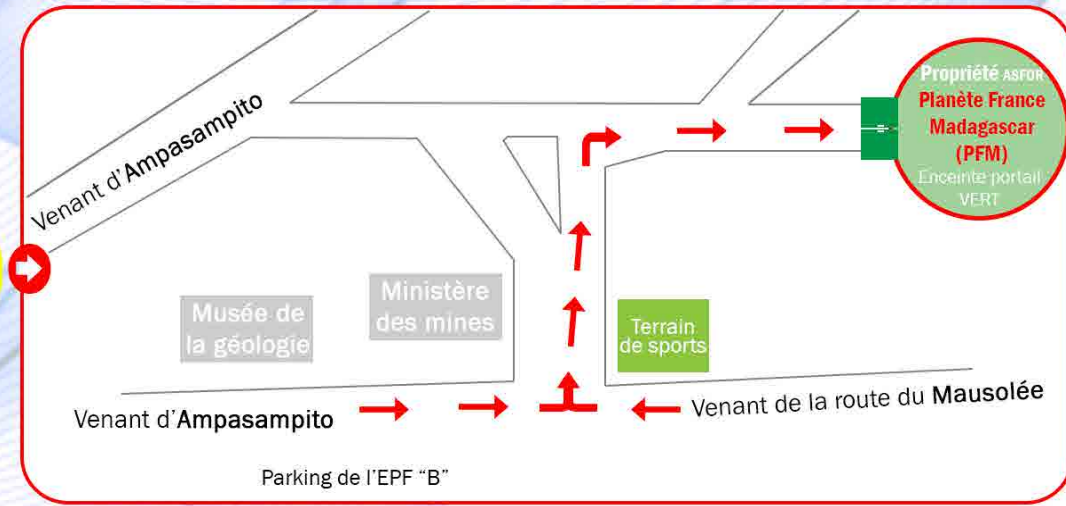 Propriété ASFOR
Planète France
Madagascar
(PFM)
Enceinte portail
VERT
Venant d'Ampasampito
Musée de
la géologie
Ministère
des mines
Terrain
de sports
Venant d'Ampasampito
Venant de la route du Mausolée
Parking de l'EPF "B"